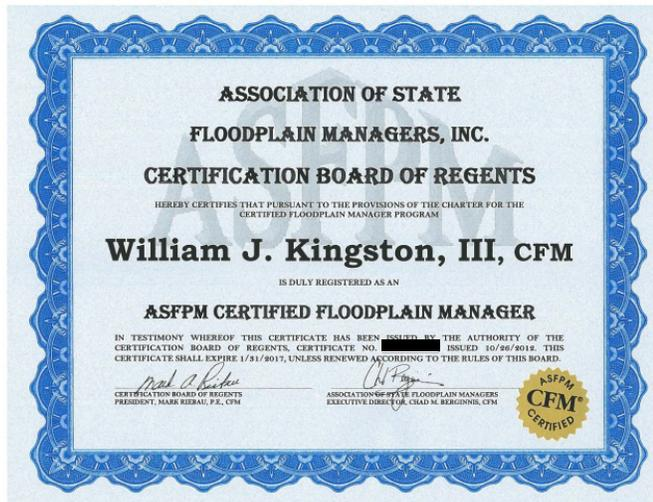 ASSOCIATION OF STATE
FLOODPLAIN MANAGERS, INC.
CERTIFICATION BOARD OF REGENTS
HEREBY CERTIFIES THAT PURSUANT TO THE PROVISIONS OF THE CHARTER FOR THE
CERTIFIED FLOODPLAIN MANAGER PROGRAM
William J. Kingston, III, CFM
IS DULY REGISTERED AS AN
ASFPM CERTIFIED FLOODPLAIN MANAGER
IN TESTIMONY WHEREOF THIS CERTIFICATE HAS BEEN ISSUED BY THE AUTHORITY OF THE
CERTIFICATION BOARD OF REGENTS, CERTIFICATE NO. ISSUED 10/26/2012. THIS
CERTIFICATE SHALL EXPIRE 1/31/2017, UNLESS RENEWED ACCORDING TO THE RULES OF THIS BOARD.
Mark A Riebau
CERTIFICATION BOARD OF REGENTS
PRESIDENT, MARK RIEBAU, P.E., CFM
ASSOCIATION OF STATE FLOODPLAIN MANAGERS
EXECUTIVE DIRECTOR, CHAD M. BERGINNIS, CFM
ASFPM
CFM®
CERTIFIED
ASFPM